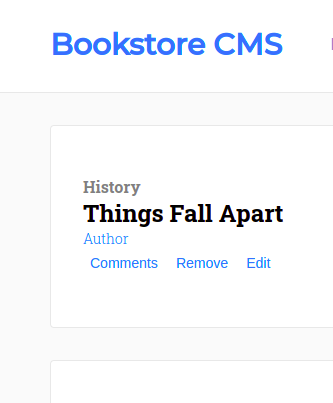 Bookstore CMS
History
Things Fall Apart
Author
Comments Remove Edit